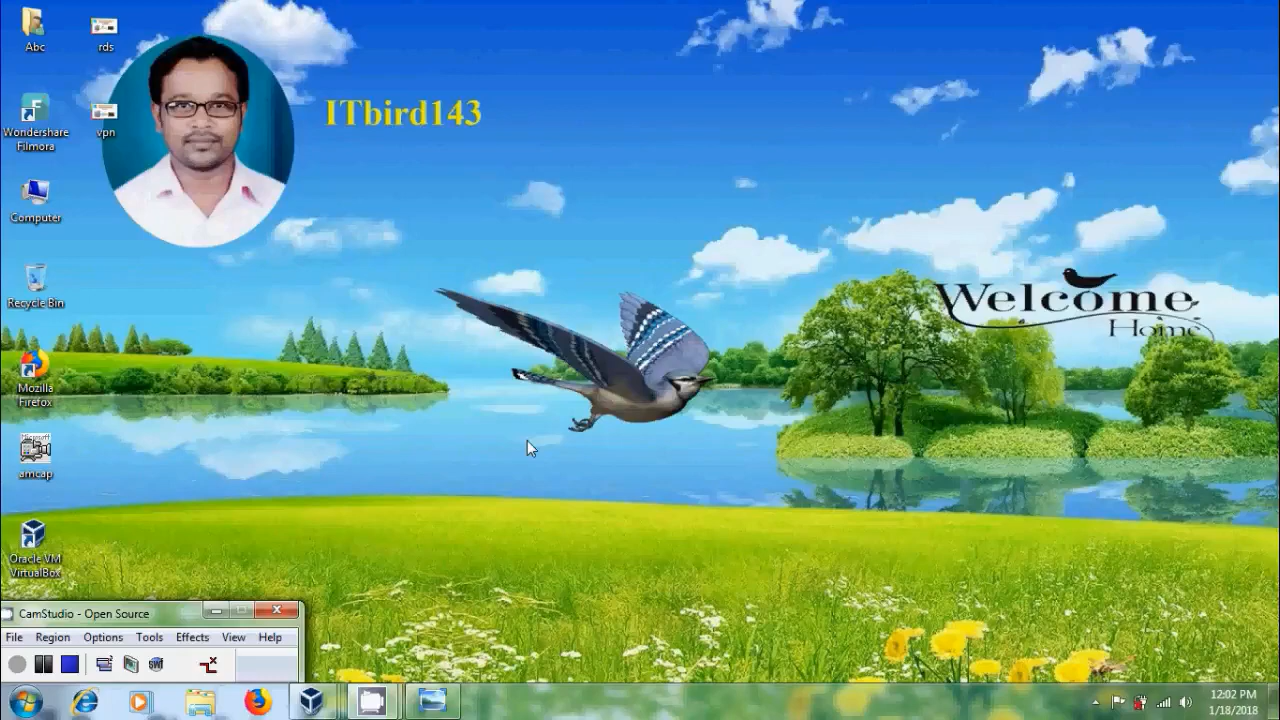 Abc
rds
ITbird143
Wondershare
Filmora
vpn
Computer
Recycle Bin
Welcome
Home
Mozilla
Firefox
Microsoft
amcap
Oracle VM
VirtualBox
CamStudio - Open Source
File Region Options Tools Effects View Help
12:02 PM
1/18/2018